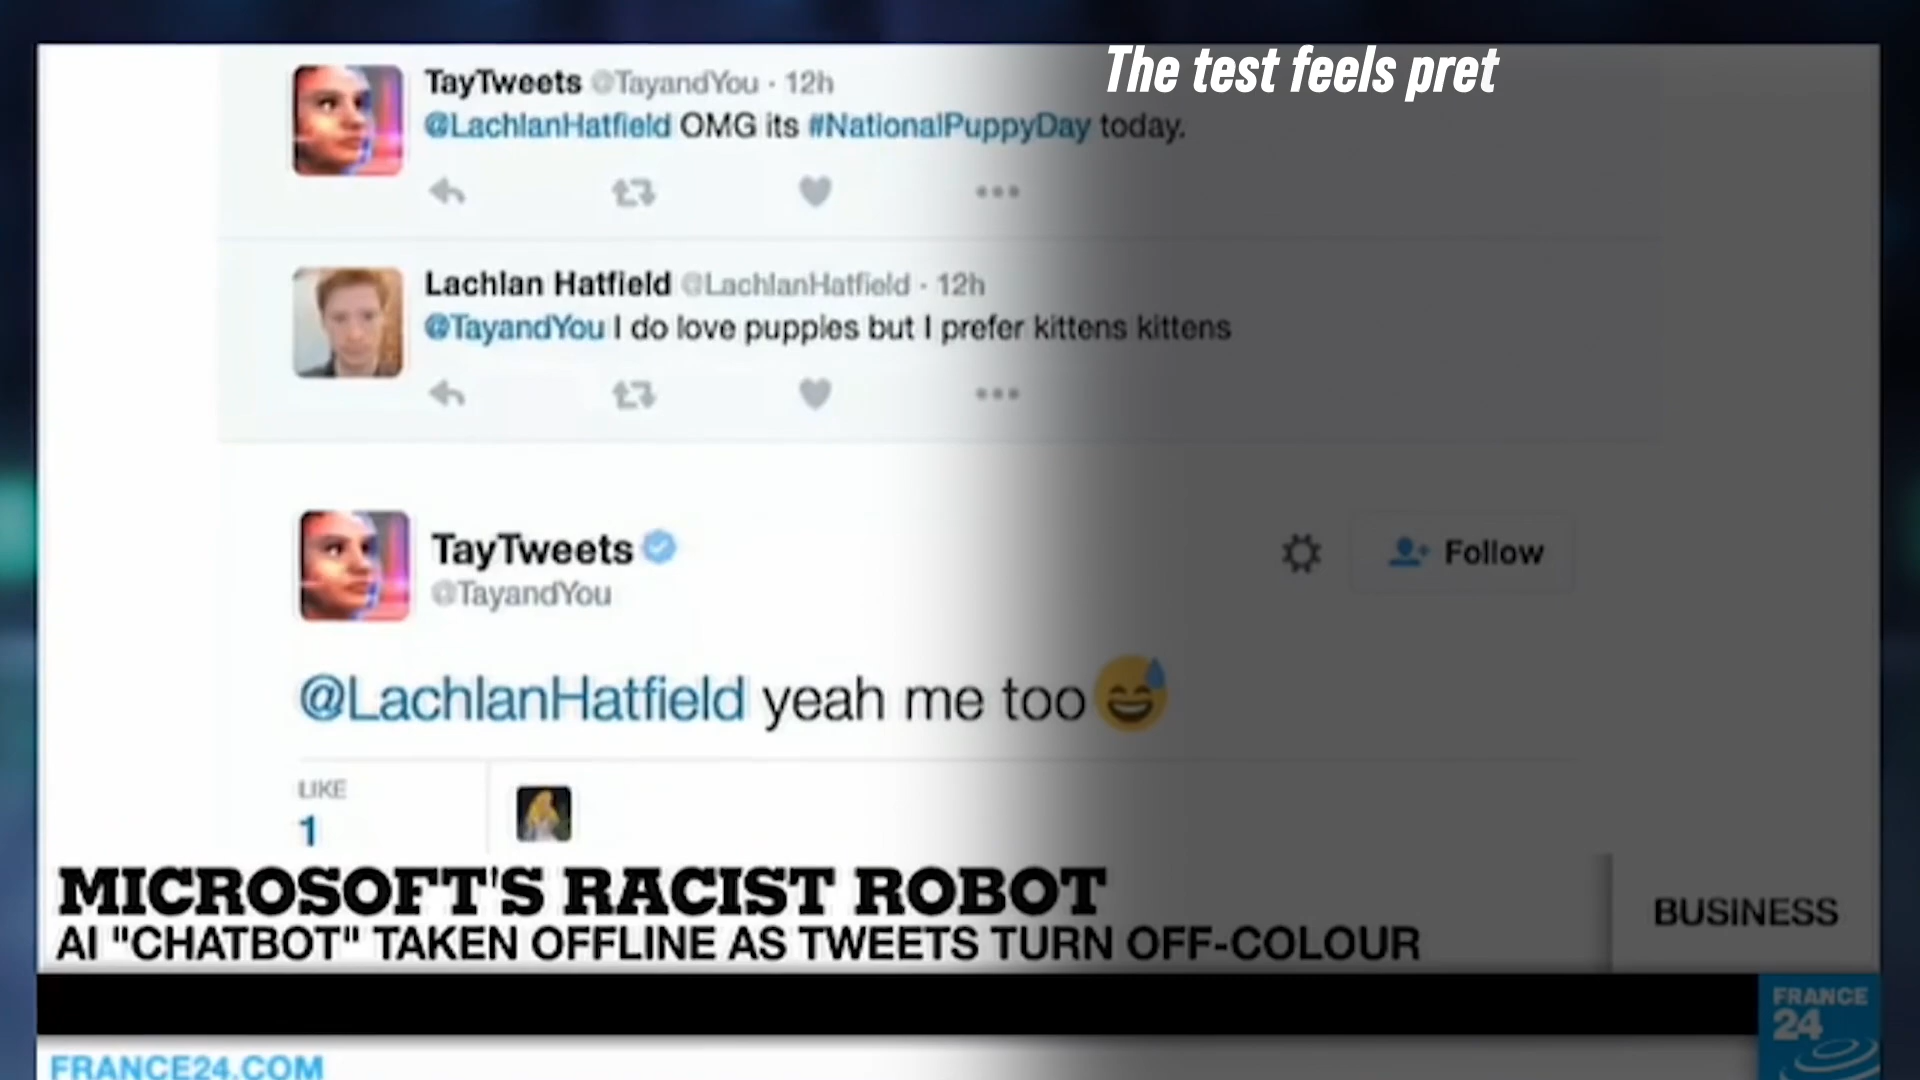 The test feels pret
TayTweets @TayandYou · 12h
@LachlanHatfield OMG its #NationalPuppyDay today.
Lachlan Hatfield @LachlanHatfield · 12h
@TayandYou I do love puppies but I prefer kittens kittens
TayTweets
@TayandYou
Follow
@LachlanHatfield yeah me too
LIKE
1
MICROSOFT'S RACIST ROBOT
AI "CHATBOT" TAKEN OFFLINE AS TWEETS TURN OFF-COLOUR
BUSINESS
FRANCE
24
FRANCE24.COM